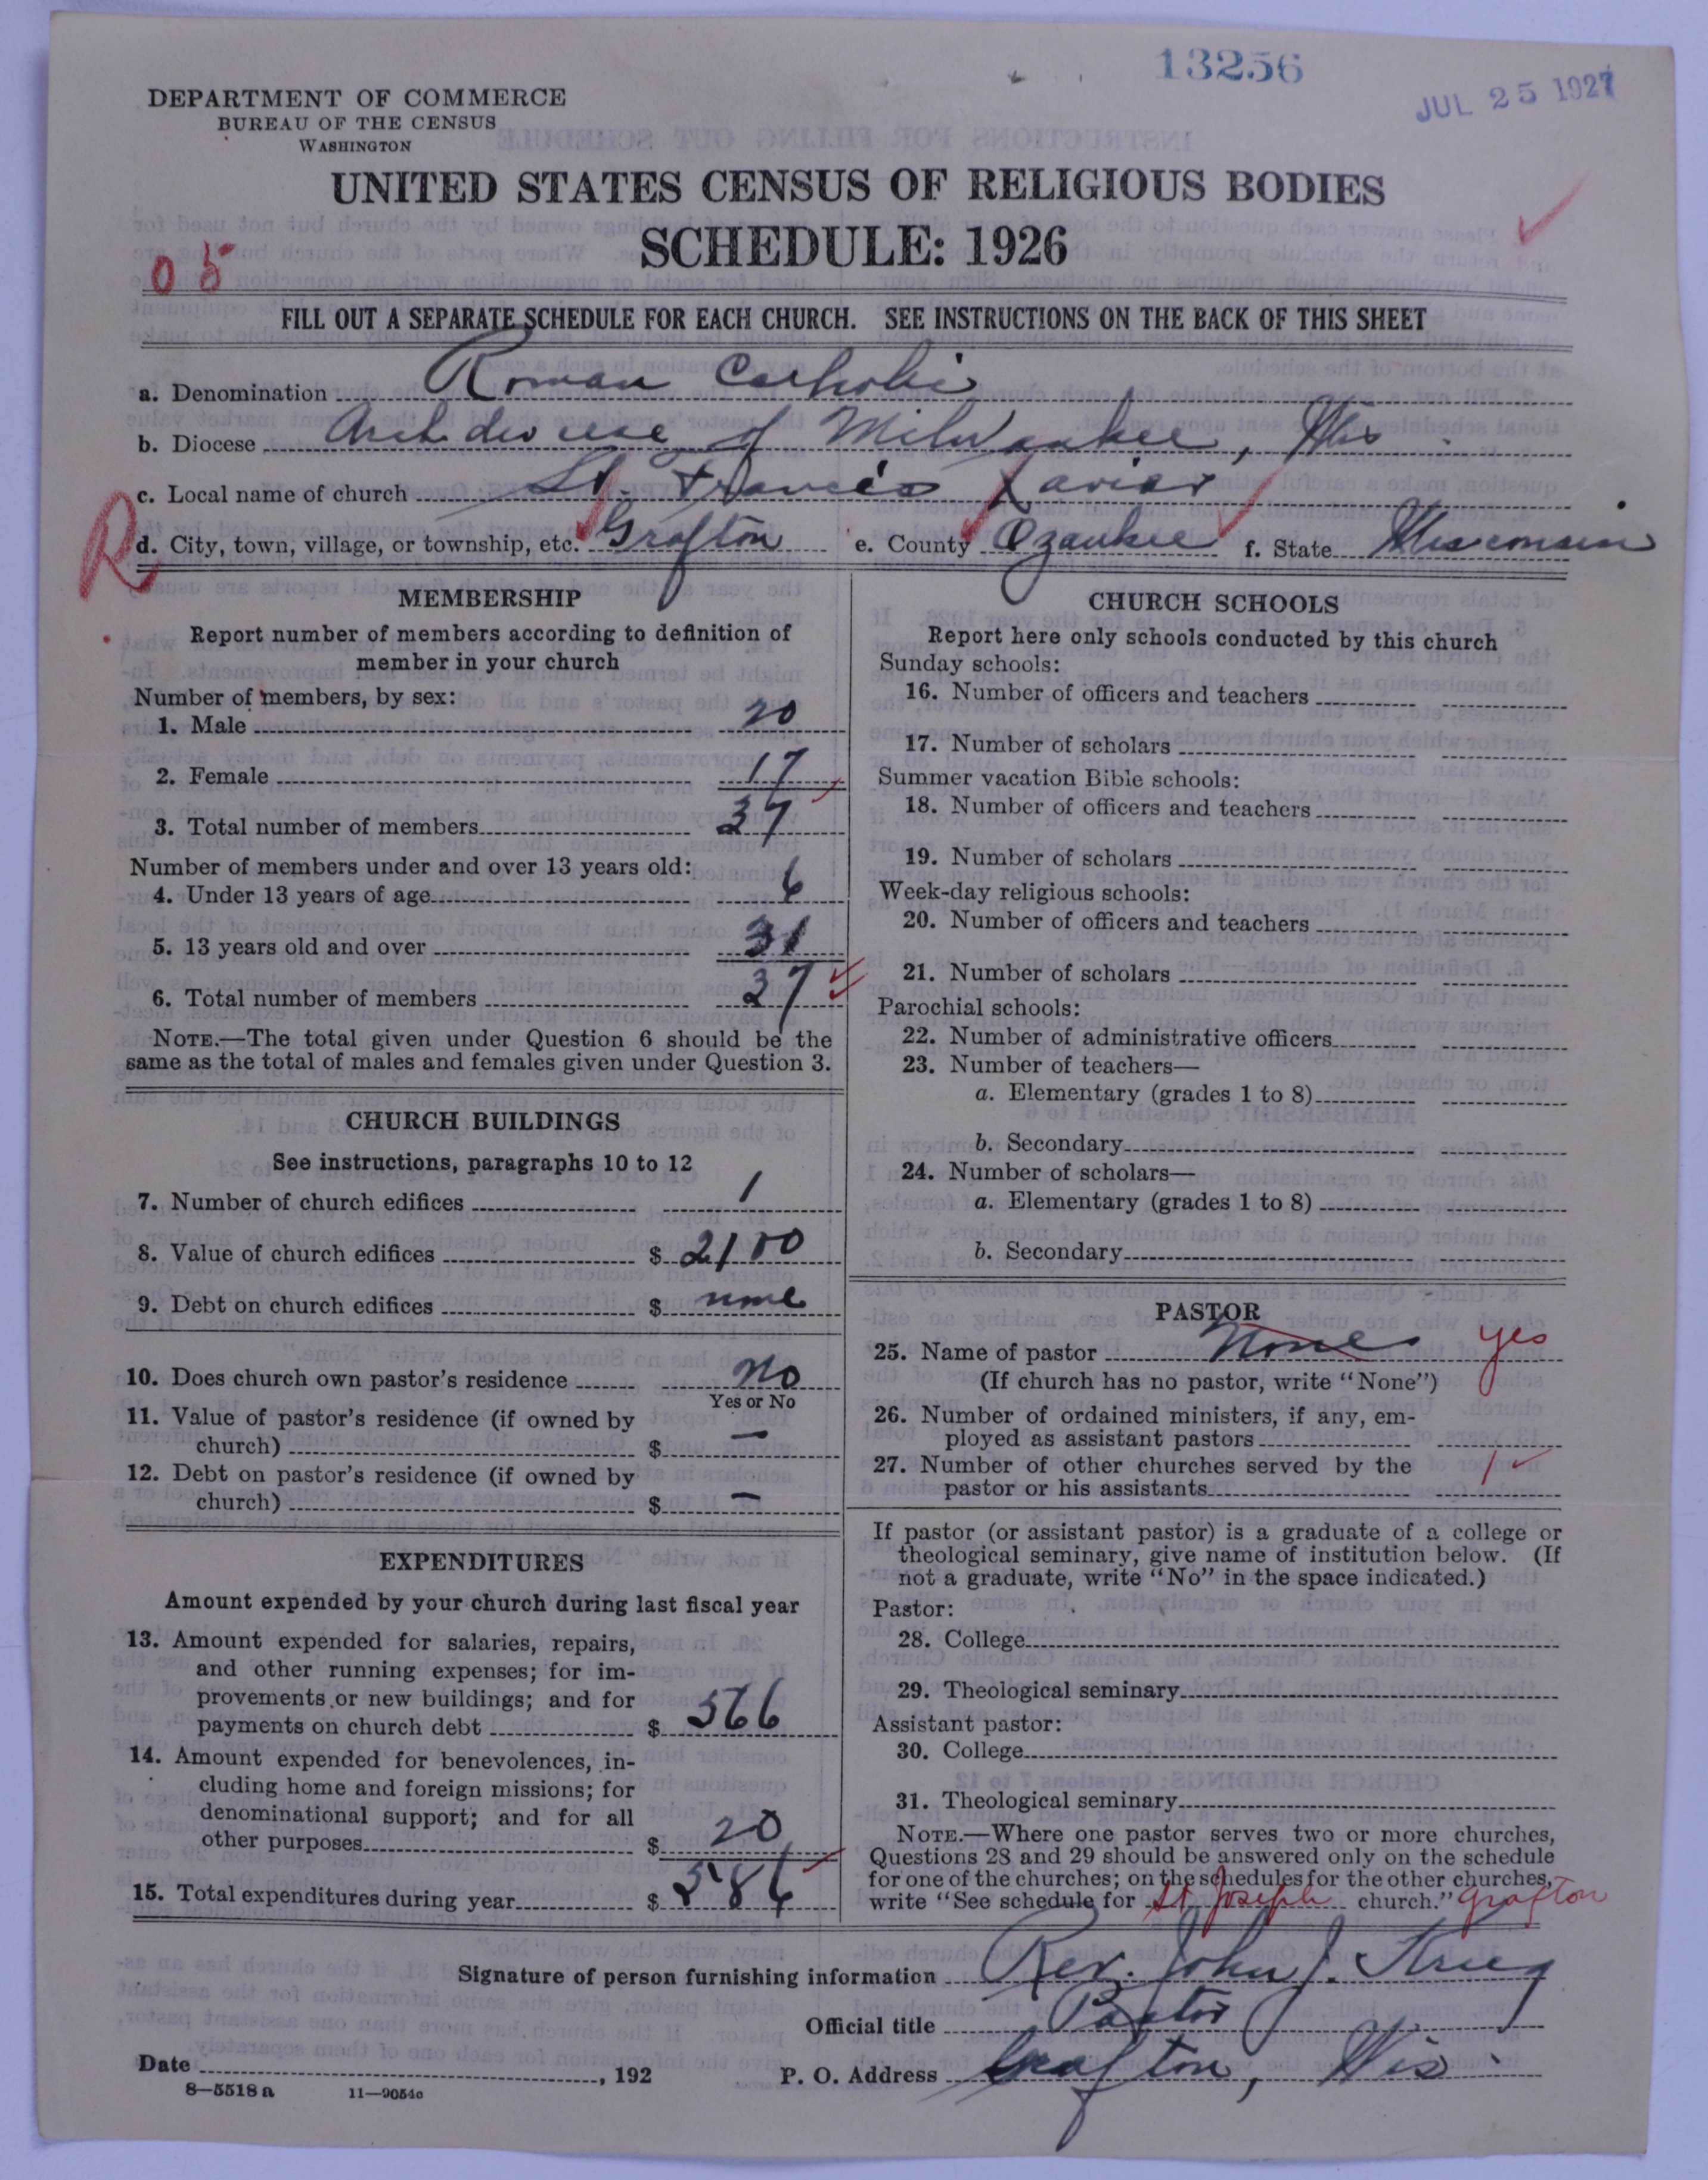 13256
JUL 25 1927
DEPARTMENT OF COMMERCE
BUREAU OF THE CENSUS
WASHINGTON
UNITED STATES CENSUS OF RELIGIOUS BODIES
SCHEDULE: 1926
05
FILL OUT A SEPARATE SCHEDULE FOR EACH CHURCH. SEE INSTRUCTIONS ON THE BACK OF THIS SHEET
a. Denomination Roman Catholic
b. Diocese Archdiocese of Milwaukee, Wis.
c. Local name of church St. Francis Xavier
R
d. City, town, village, or township, etc. Grafton e. County Ozaukee f. State Wisconsin
MEMBERSHIP
Report number of members according to definition of
member in your church
Number of members, by sex:
1. Male 20
2. Female 17
3. Total number of members 37
Number of members under and over 13 years old:
4. Under 13 years of age 6
5. 13 years old and over 31
6. Total number of members 37
NOTE.—The total given under Question 6 should be the
same as the total of males and females given under Question 3.
CHURCH BUILDINGS
See instructions, paragraphs 10 to 12
7. Number of church edifices 1
8. Value of church edifices $ 2100
9. Debt on church edifices $ none
10. Does church own pastor's residence no
Yes or No
11. Value of pastor's residence (if owned by
church) $ —
12. Debt on pastor's residence (if owned by
church) $ —
EXPENDITURES
Amount expended by your church during last fiscal year
13. Amount expended for salaries, repairs,
and other running expenses; for im-
provements or new buildings; and for
payments on church debt $ 566
14. Amount expended for benevolences, in-
cluding home and foreign missions; for
denominational support; and for all
other purposes $ 20
15. Total expenditures during year $ 586
CHURCH SCHOOLS
Report here only schools conducted by this church
Sunday schools:
16. Number of officers and teachers
17. Number of scholars
Summer vacation Bible schools:
18. Number of officers and teachers
19. Number of scholars
Week-day religious schools:
20. Number of officers and teachers
21. Number of scholars
Parochial schools:
22. Number of administrative officers
23. Number of teachers—
a. Elementary (grades 1 to 8)
b. Secondary
24. Number of scholars—
a. Elementary (grades 1 to 8)
b. Secondary
PASTOR
25. Name of pastor None yes
(If church has no pastor, write "None")
26. Number of ordained ministers, if any, em-
ployed as assistant pastors
27. Number of other churches served by the
pastor or his assistants 1
If pastor (or assistant pastor) is a graduate of a college or
theological seminary, give name of institution below. (If
not a graduate, write "No" in the space indicated.)
Pastor:
28. College
29. Theological seminary
Assistant pastor:
30. College
31. Theological seminary
NOTE.—Where one pastor serves two or more churches,
Questions 28 and 29 should be answered only on the schedule
for one of the churches; on the schedules for the other churches,
write "See schedule for St. Joseph church." Grafton
Signature of person furnishing information Rev. John J. Krieg
Official title Pastor
Date , 192 P. O. Address Grafton, Wis.
8—5518 a 11—9054c